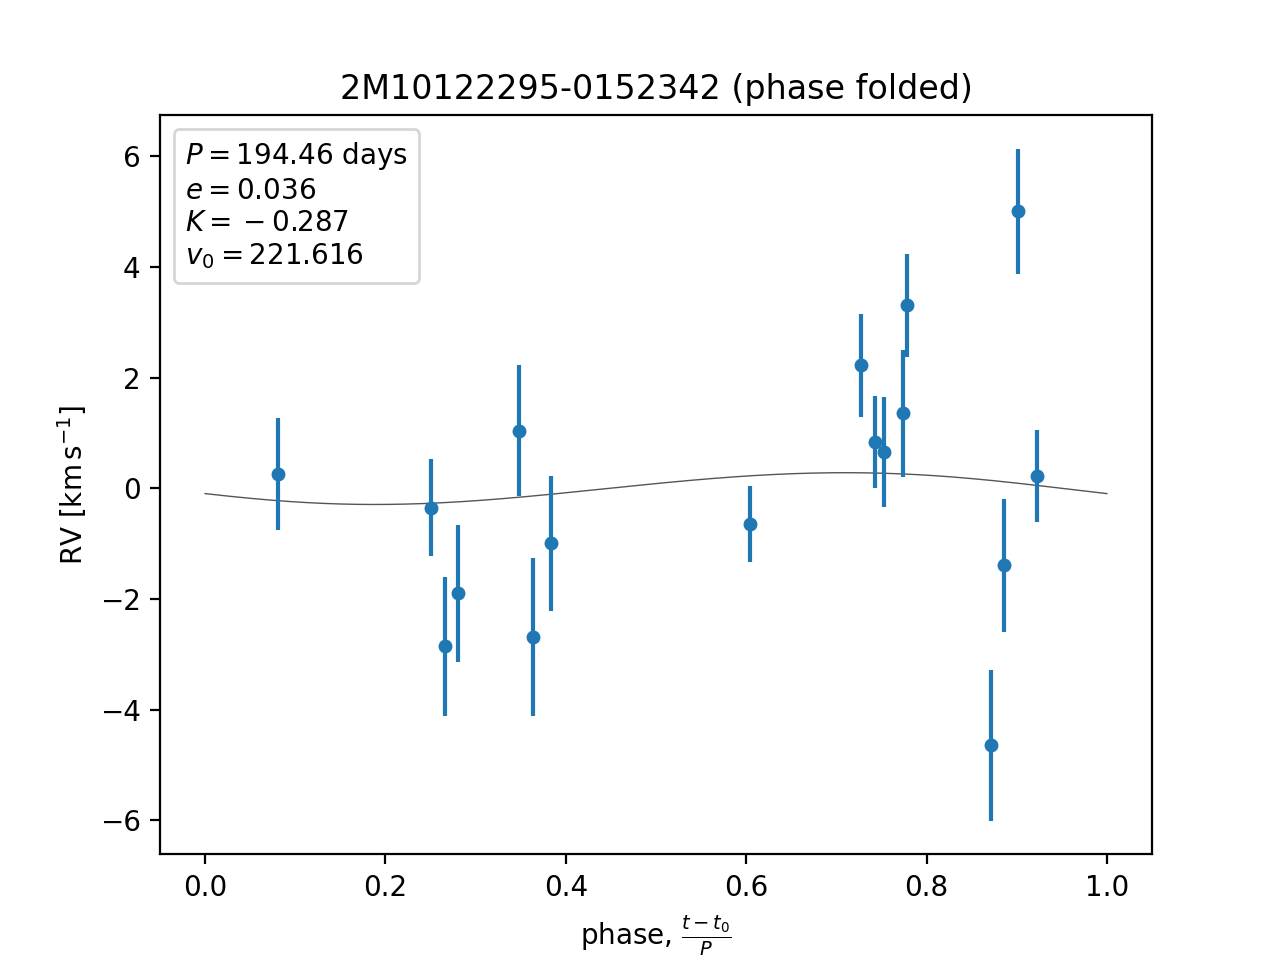 2M10122295-0152342 (phase folded)
P = 194.46 days
e = 0.036
K = −0.287
v₀ = 221.616
6
4
2
0
−2
−4
−6
RV [km s⁻¹]
0.0 0.2 0.4 0.6 0.8 1.0
phase, (t − t₀)/P